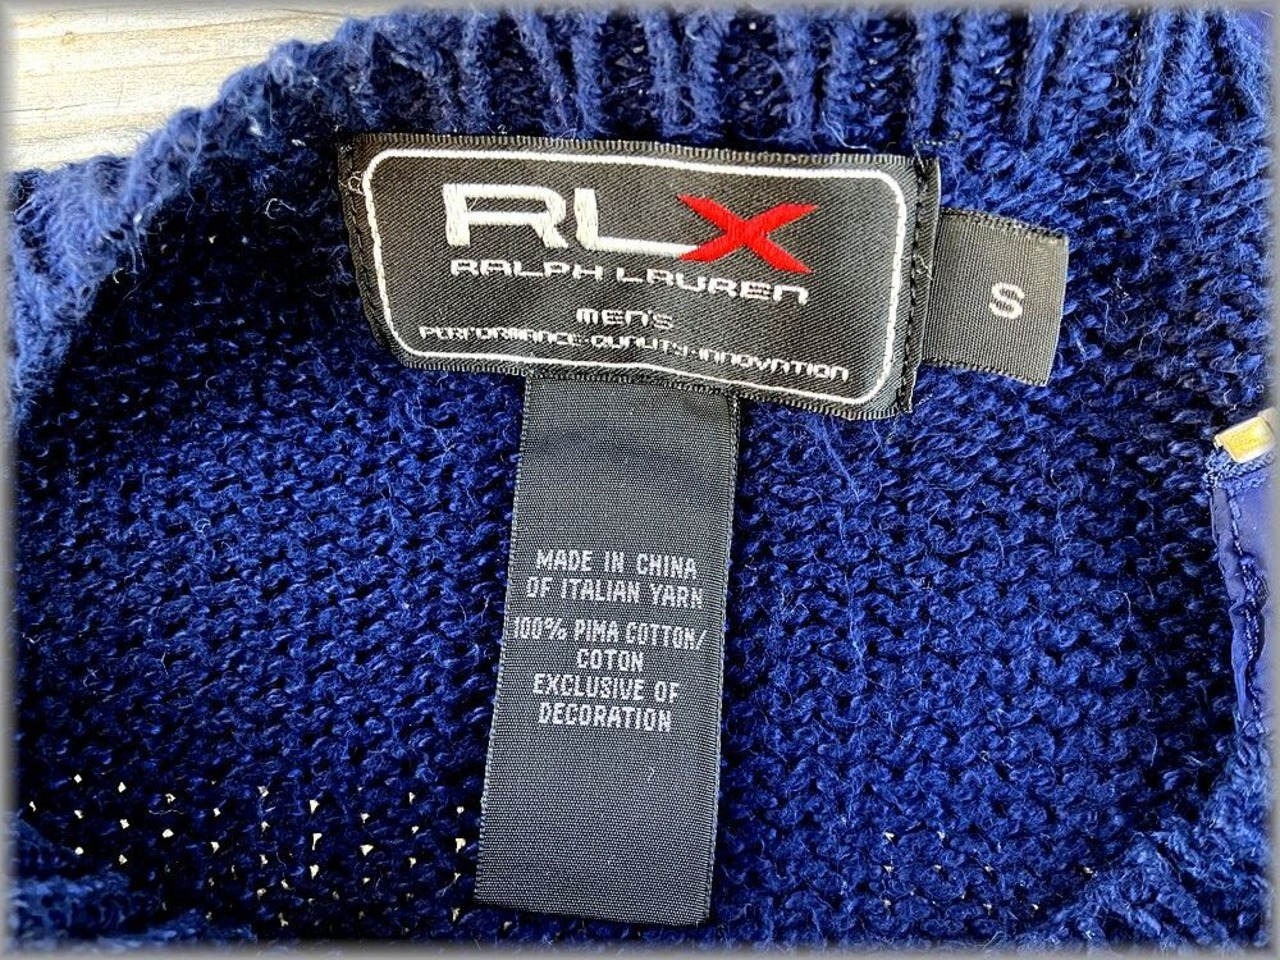 RLX
RALPH LAUREN
MEN'S
PERFORMANCE·QUALITY·INNOVATION
S
MADE IN CHINA
OF ITALIAN YARN
100% PIMA COTTON/
COTON
EXCLUSIVE OF
DECORATION